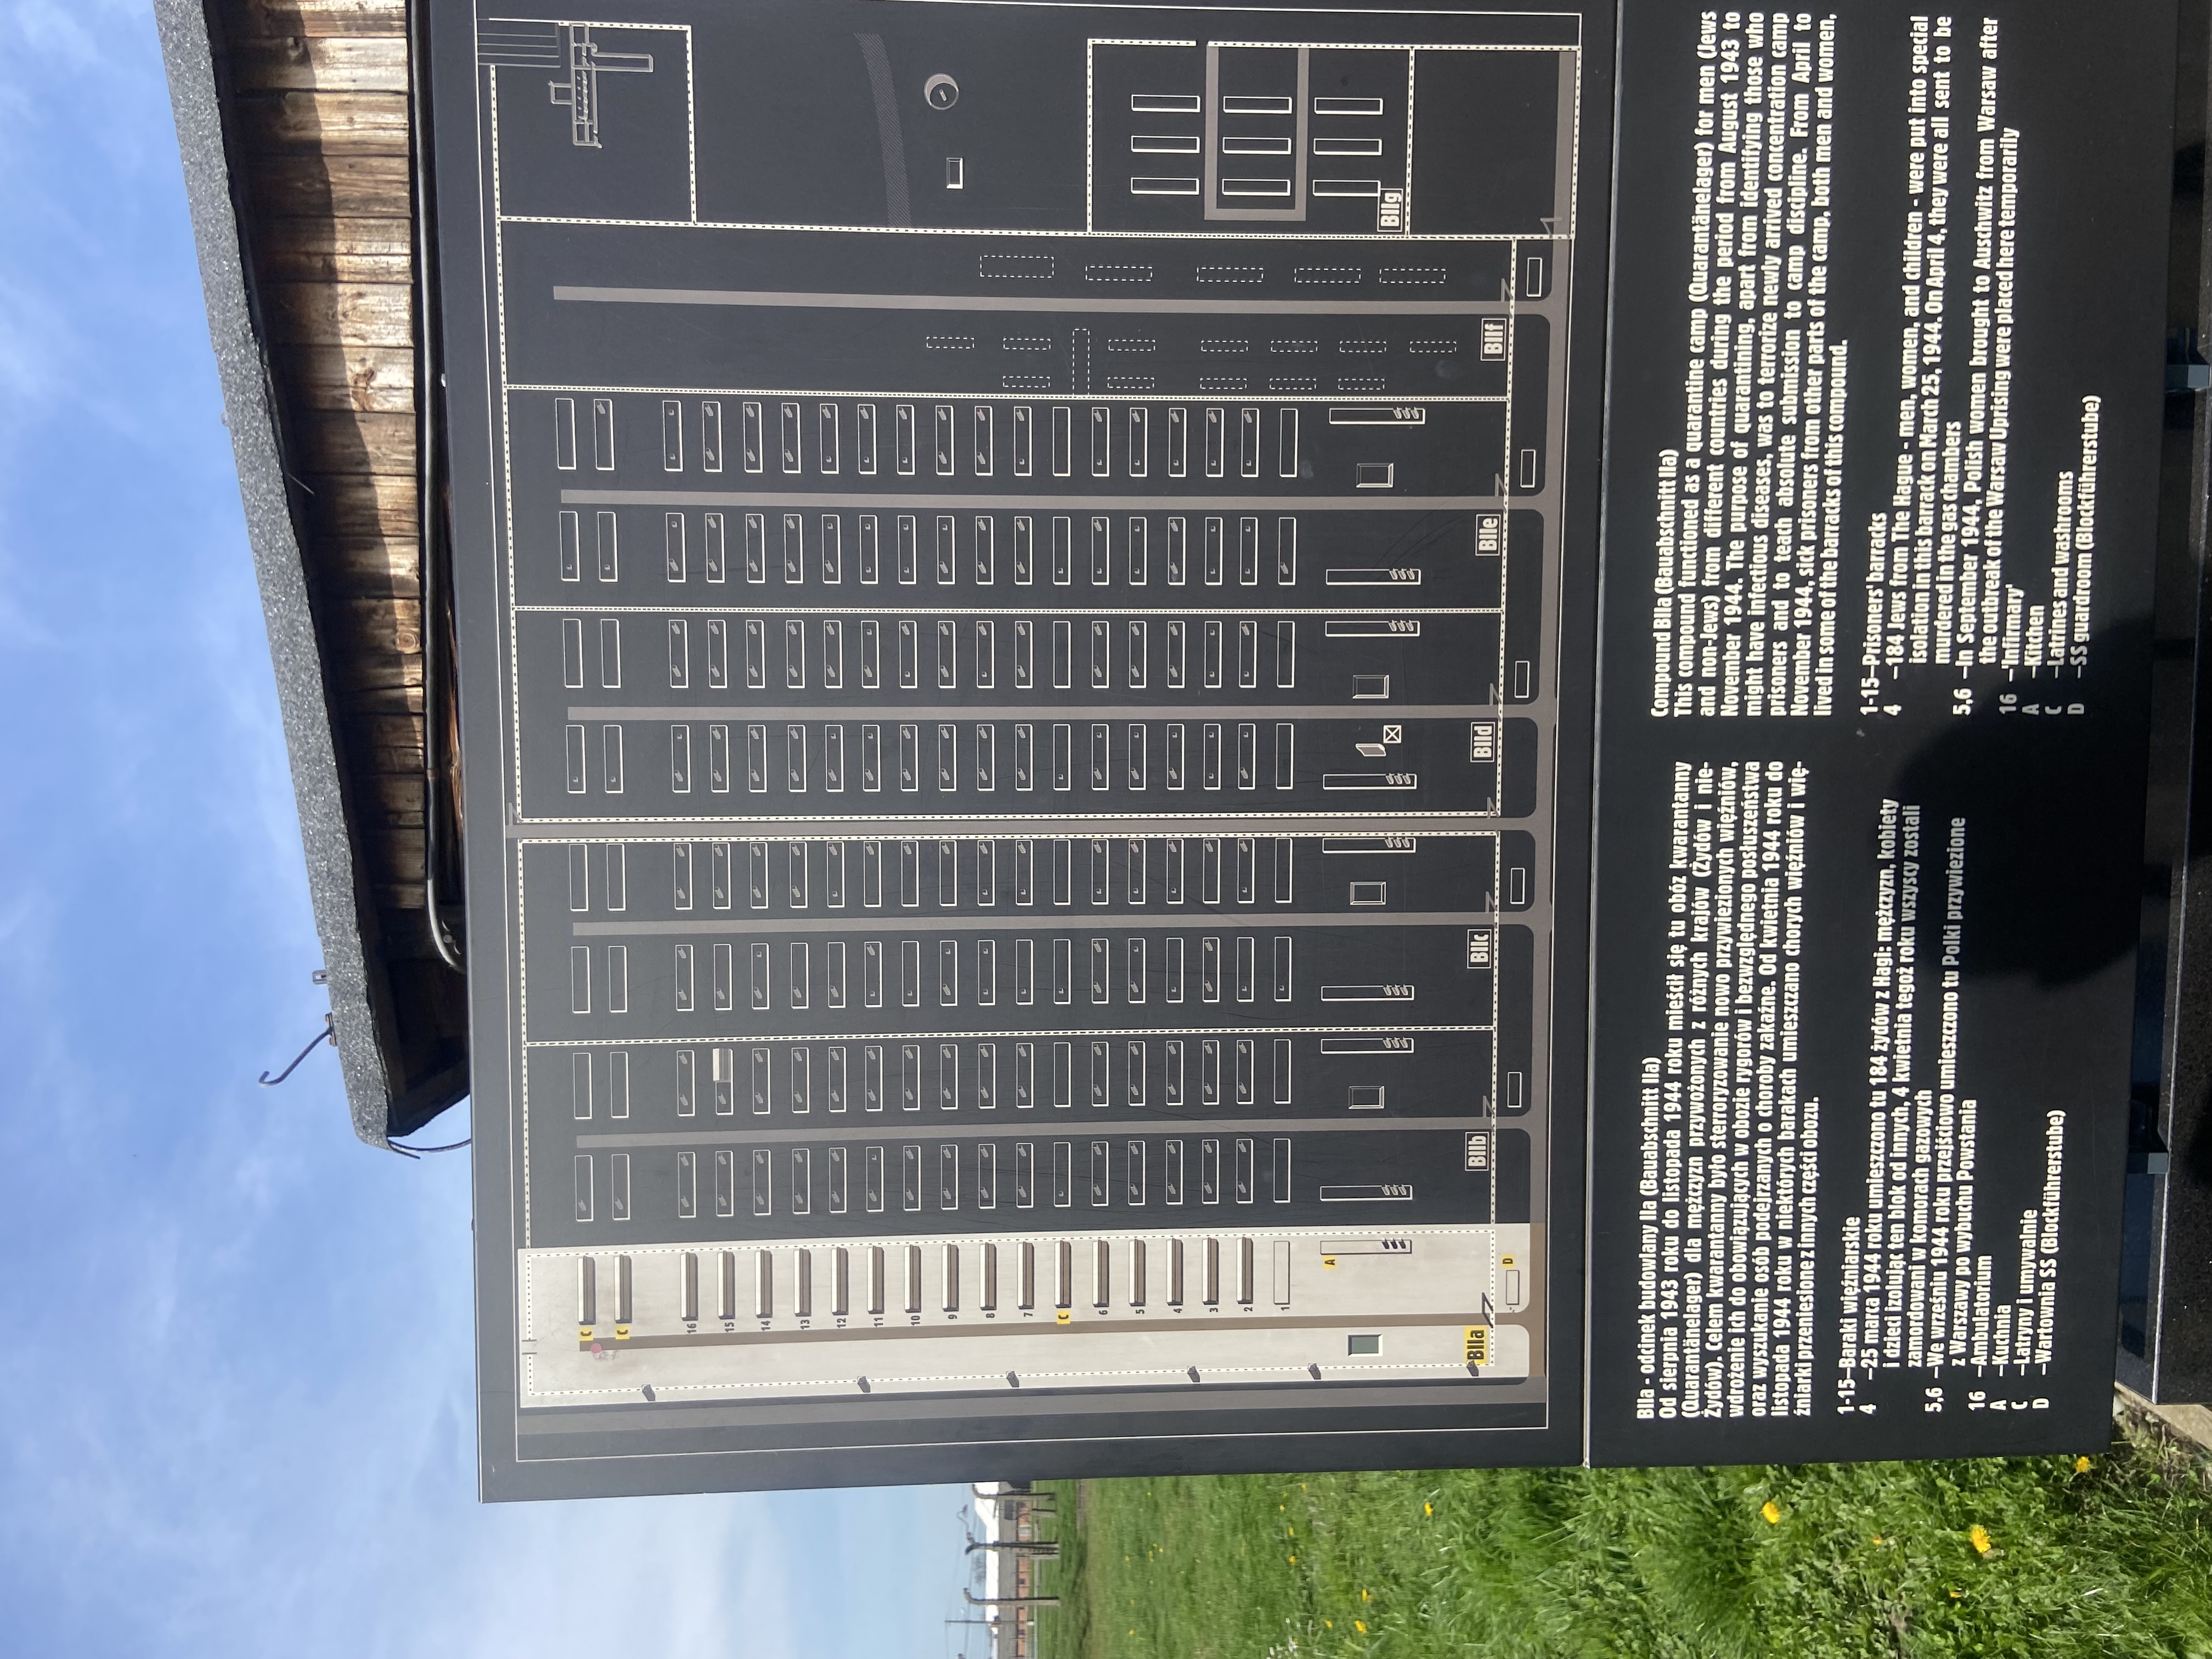 C
C
16
15
14
13
12
11
10
9
8
7
C
6
5
4
3
2
1
A
BIIa
BIIb
BIIc
BIId
BIIe
BIIf
BIIg
D
BIIa - odcinek budowlany IIa (Bauabschnitt IIa)
Od sierpnia 1943 roku do listopada 1944 roku mieścił się tu obóz kwarantanny
(Quarantänelager) dla mężczyzn przywożonych z różnych krajów (Żydów i nie-
Żydów). Celem kwarantanny było sterroryzowanie nowo przywiezionych więźniów,
wdrożenie ich do obowiązujących w obozie rygorów i bezwzględnego posłuszeństwa
oraz wyszukanie osób podejrzanych o choroby zakaźne. Od kwietnia 1944 roku do
listopada 1944 roku w niektórych barakach umieszczano chorych więźniów i wię-
źniarki przeniesione z innych części obozu.
1-15–Baraki więźniarskie
4 –25 marca 1944 roku umieszczono tu 184 żydów z Hagi: mężczyzn, kobiety
i dzieci izolując ten blok od innych, 4 kwietnia tegoż roku wszyscy zostali
zamordowani w komorach gazowych
5,6 –We wrześniu 1944 roku przejściowo umieszczono tu Polki przywiezione
z Warszawy po wybuchu Powstania
16 –Ambulatorium
A –Kuchnia
C –Latryny i umywalnie
D –Wartownia SS (Blockführerstube)
Compound BIIa (Bauabschnitt IIa)
This compound functioned as a quarantine camp (Quarantänelager) for men (Jews
and non-Jews) from different countries during the period from August 1943 to
November 1944. The purpose of quarantining, apart from identifying those who
might have infectious diseases, was to terrorize newly arrived concentration camp
prisoners and to teach absolute submission to camp discipline. From April to
November 1944, sick prisoners from other parts of the camp, both men and women,
lived in some of the barracks of this compound.
1-15–Prisoners' barracks
4 –184 Jews from The Hague - men, women, and children - were put into special
isolation in this barrack on March 25, 1944. On April 4, they were all sent to be
murdered in the gas chambers
5,6 –In September 1944, Polish women brought to Auschwitz from Warsaw after
the outbreak of the Warsaw Uprising were placed here temporarily
16 –'Infirmary'
A –Kitchen
C –Latrines and washrooms
D –SS guardroom (Blockführerstube)